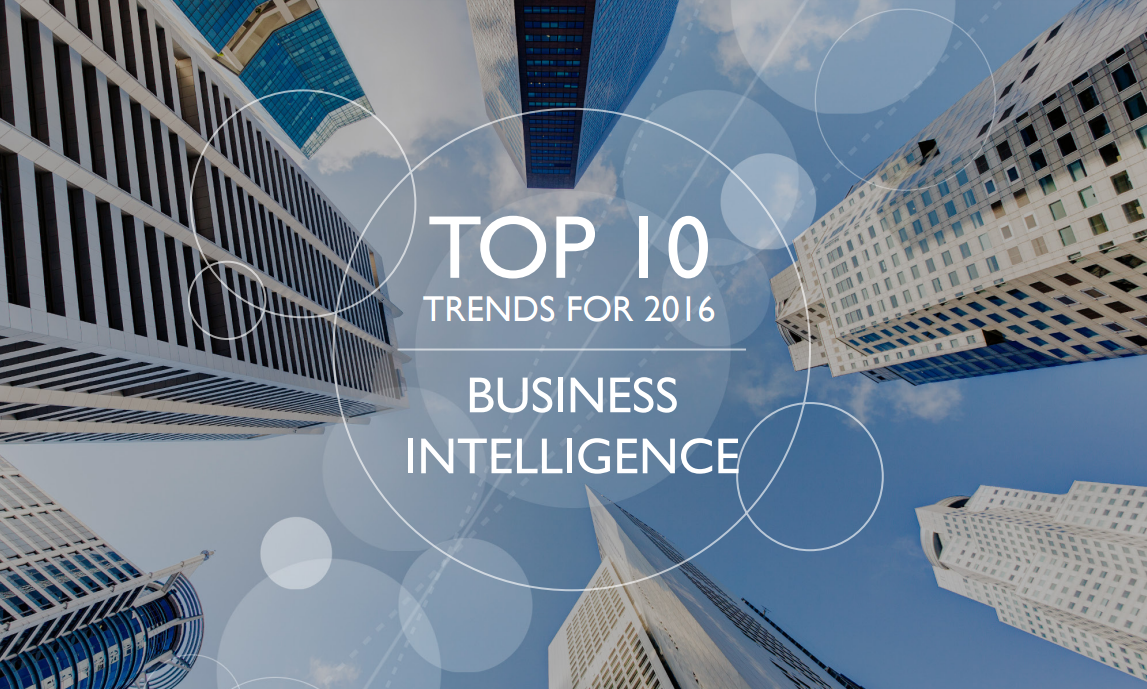 TOP 10
TRENDS FOR 2016
BUSINESS
INTELLIGENCE